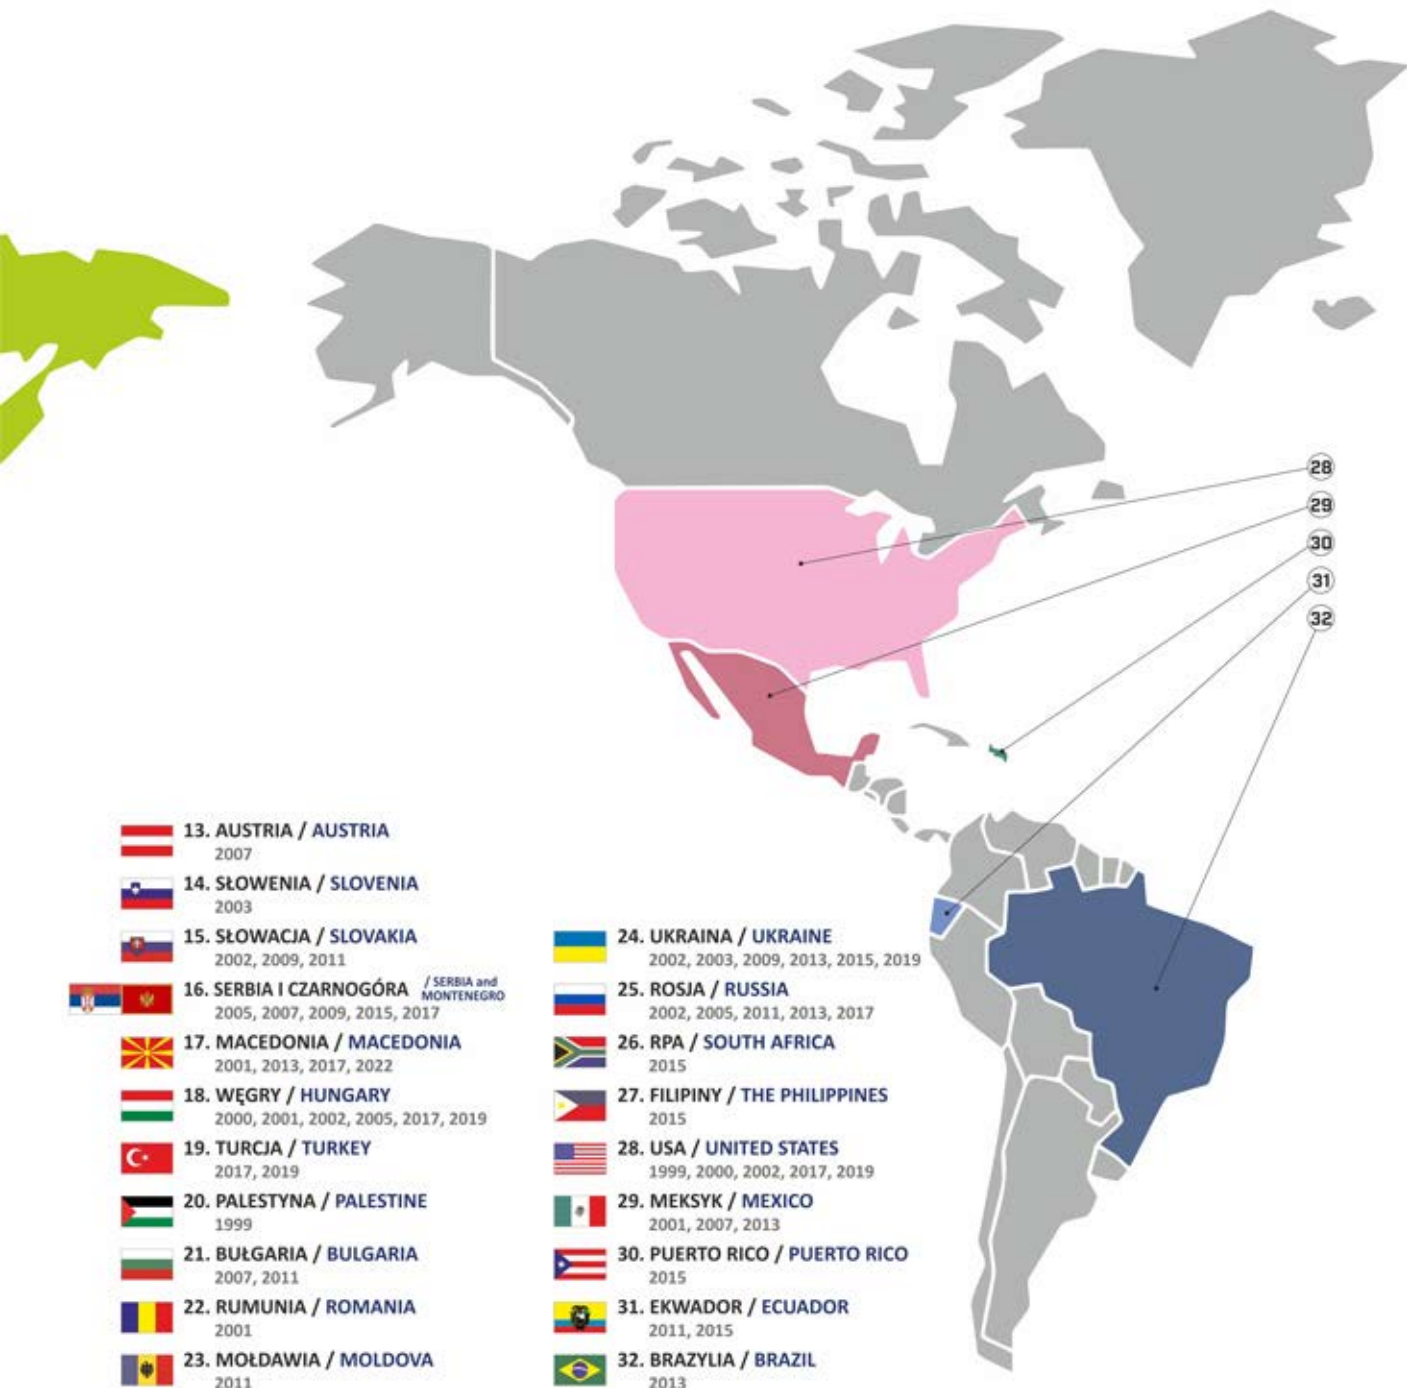 28
29
30
31
32
13. AUSTRIA / AUSTRIA
2007
14. SŁOWENIA / SLOVENIA
2003
15. SŁOWACJA / SLOVAKIA
2002, 2009, 2011
16. SERBIA I CZARNOGÓRA / SERBIA and
MONTENEGRO
2005, 2007, 2009, 2015, 2017
17. MACEDONIA / MACEDONIA
2001, 2013, 2017, 2022
18. WĘGRY / HUNGARY
2000, 2001, 2002, 2005, 2017, 2019
19. TURCJA / TURKEY
2017, 2019
20. PALESTYNA / PALESTINE
1999
21. BUŁGARIA / BULGARIA
2007, 2011
22. RUMUNIA / ROMANIA
2001
23. MOŁDAWIA / MOLDOVA
2011
24. UKRAINA / UKRAINE
2002, 2003, 2009, 2013, 2015, 2019
25. ROSJA / RUSSIA
2002, 2005, 2011, 2013, 2017
26. RPA / SOUTH AFRICA
2015
27. FILIPINY / THE PHILIPPINES
2015
28. USA / UNITED STATES
1999, 2000, 2002, 2017, 2019
29. MEKSYK / MEXICO
2001, 2007, 2013
30. PUERTO RICO / PUERTO RICO
2015
31. EKWADOR / ECUADOR
2011, 2015
32. BRAZYLIA / BRAZIL
2013